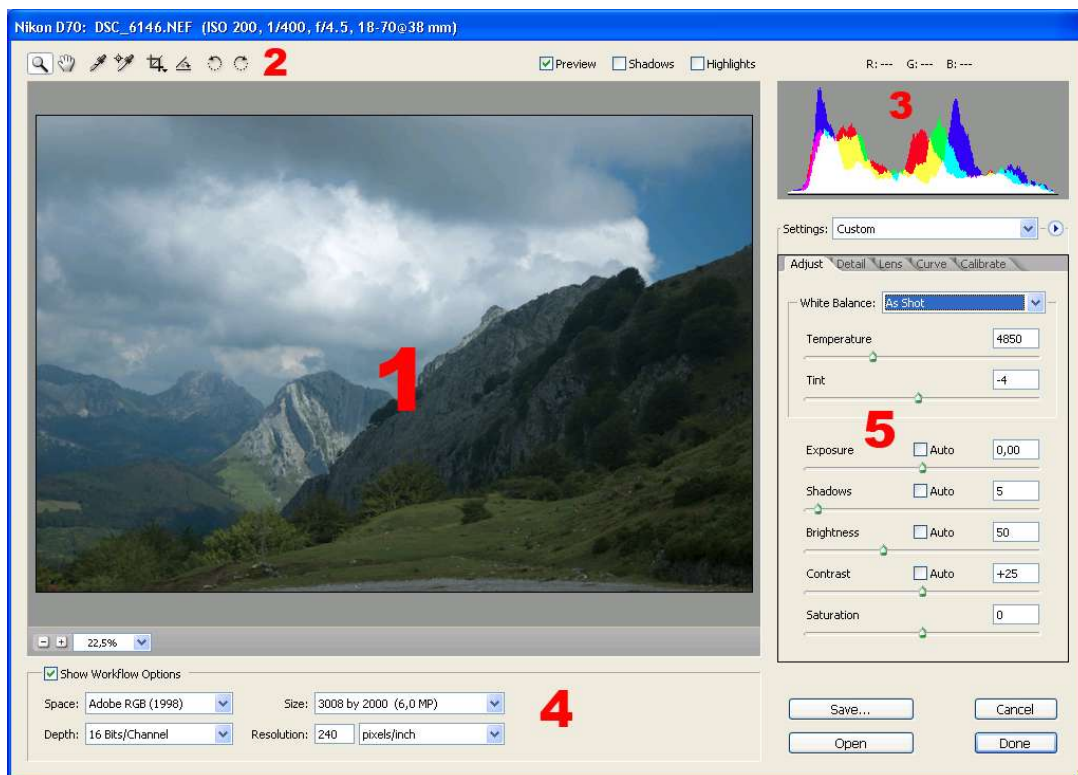 Nikon D70: DSC_6146.NEF (ISO 200, 1/400, f/4.5, 18-70@38 mm)
2
Preview Shadows Highlights
R: --- G: --- B: ---
3
Settings: Custom
Adjust Detail Lens Curve Calibrate
White Balance: As Shot
Temperature 4850
Tint -4
1
5
Exposure Auto 0,00
Shadows Auto 5
Brightness Auto 50
Contrast Auto +25
Saturation 0
22,5%
Show Workflow Options
Space: Adobe RGB (1998) Size: 3008 by 2000 (6,0 MP)
4
Depth: 16 Bits/Channel Resolution: 240 pixels/inch
Save... Cancel
Open Done